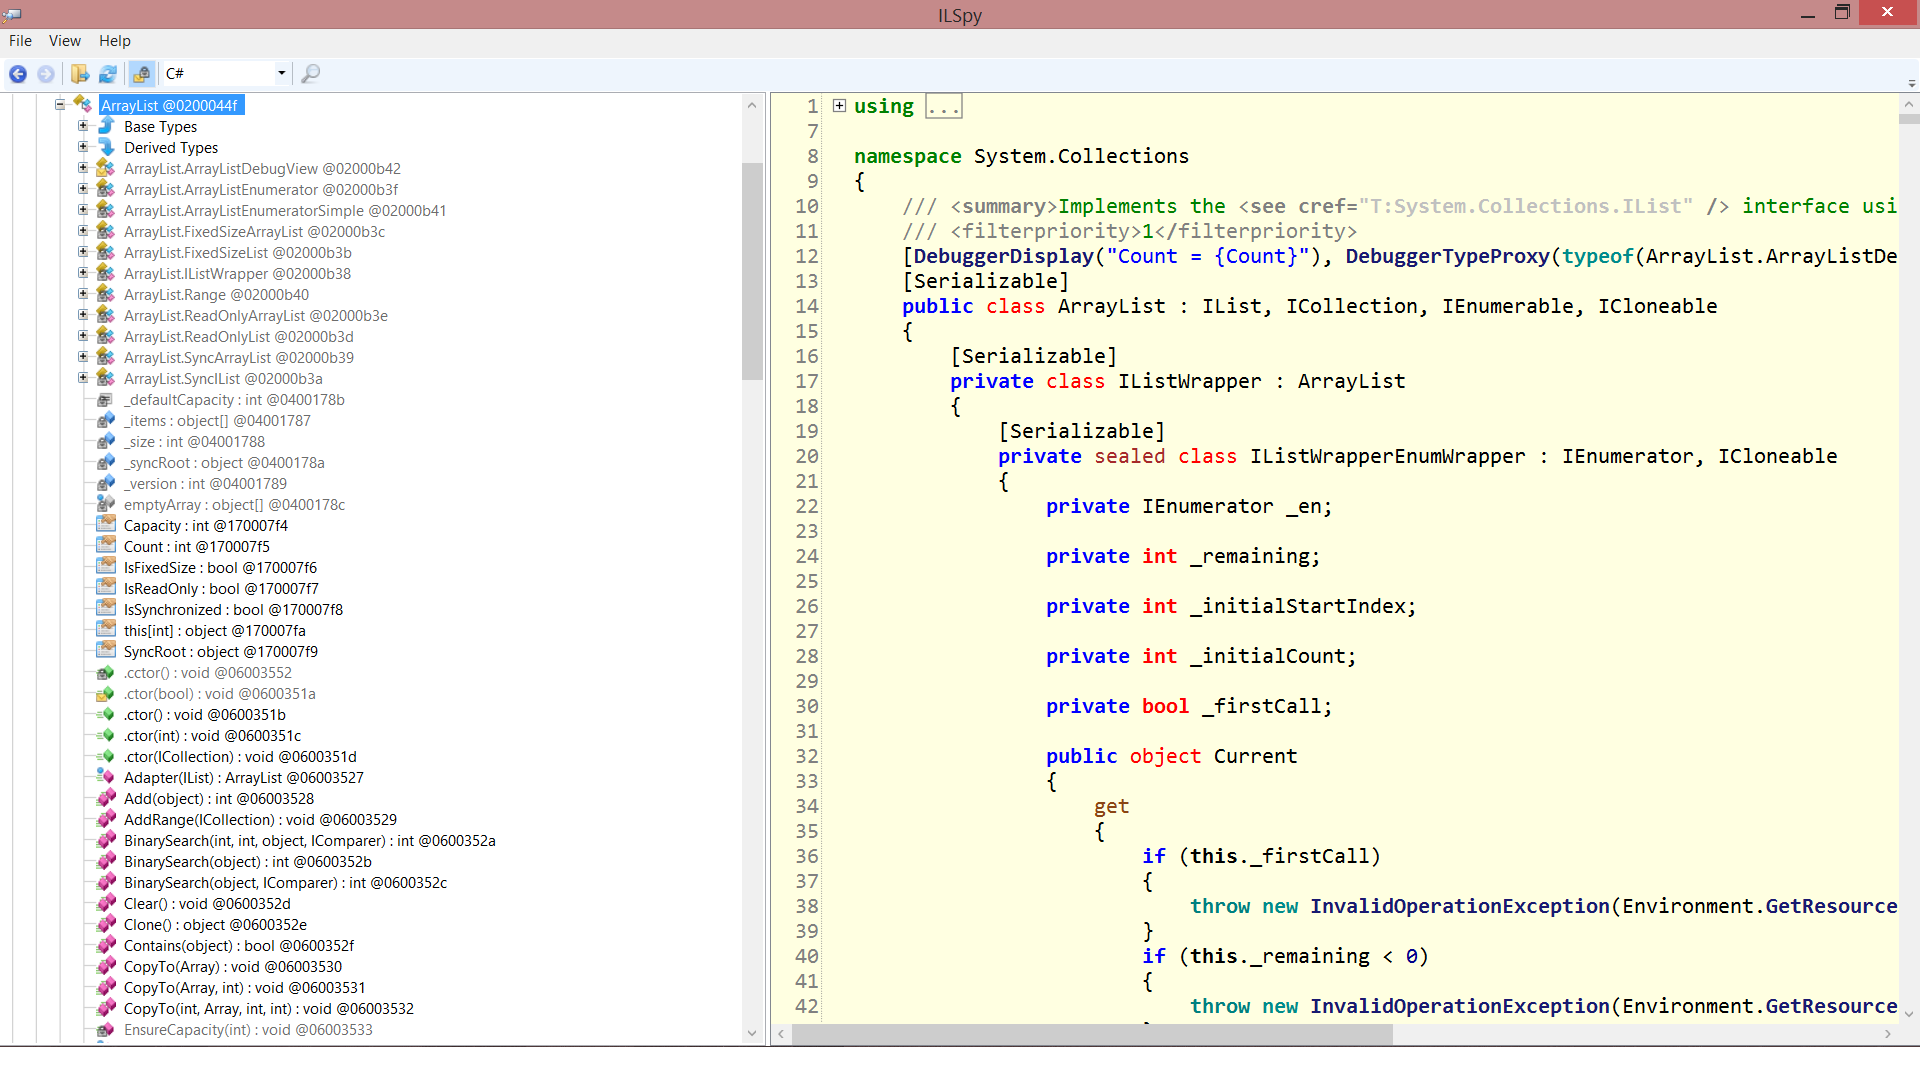 ILSpy
File View Help
C#
ArrayList @0200044f
Base Types
Derived Types
ArrayList.ArrayListDebugView @02000b42
ArrayList.ArrayListEnumerator @02000b3f
ArrayList.ArrayListEnumeratorSimple @02000b41
ArrayList.FixedSizeArrayList @02000b3c
ArrayList.FixedSizeList @02000b3b
ArrayList.IListWrapper @02000b38
ArrayList.Range @02000b40
ArrayList.ReadOnlyArrayList @02000b3e
ArrayList.ReadOnlyList @02000b3d
ArrayList.SyncArrayList @02000b39
ArrayList.SyncIList @02000b3a
_defaultCapacity : int @0400178b
_items : object[] @04001787
_size : int @04001788
_syncRoot : object @0400178a
_version : int @04001789
emptyArray : object[] @0400178c
Capacity : int @170007f4
Count : int @170007f5
IsFixedSize : bool @170007f6
IsReadOnly : bool @170007f7
IsSynchronized : bool @170007f8
this[int] : object @170007fa
SyncRoot : object @170007f9
.cctor() : void @06003552
.ctor(bool) : void @0600351a
.ctor() : void @0600351b
.ctor(int) : void @0600351c
.ctor(ICollection) : void @0600351d
Adapter(IList) : ArrayList @06003527
Add(object) : int @06003528
AddRange(ICollection) : void @06003529
BinarySearch(int, int, object, IComparer) : int @0600352a
BinarySearch(object) : int @0600352b
BinarySearch(object, IComparer) : int @0600352c
Clear() : void @0600352d
Clone() : object @0600352e
Contains(object) : bool @0600352f
CopyTo(Array) : void @06003530
CopyTo(Array, int) : void @06003531
CopyTo(int, Array, int, int) : void @06003532
EnsureCapacity(int) : void @06003533
1 using ...
7
8 namespace System.Collections
9 {
10 /// <summary>Implements the <see cref="T:System.Collections.IList" /> interface usi
11 /// <filterpriority>1</filterpriority>
12 [DebuggerDisplay("Count = {Count}"), DebuggerTypeProxy(typeof(ArrayList.ArrayListDe
13 [Serializable]
14 public class ArrayList : IList, ICollection, IEnumerable, ICloneable
15 {
16 [Serializable]
17 private class IListWrapper : ArrayList
18 {
19 [Serializable]
20 private sealed class IListWrapperEnumWrapper : IEnumerator, ICloneable
21 {
22 private IEnumerator _en;
23
24 private int _remaining;
25
26 private int _initialStartIndex;
27
28 private int _initialCount;
29
30 private bool _firstCall;
31
32 public object Current
33 {
34 get
35 {
36 if (this._firstCall)
37 {
38 throw new InvalidOperationException(Environment.GetResource
39 }
40 if (this._remaining < 0)
41 {
42 throw new InvalidOperationException(Environment.GetResource